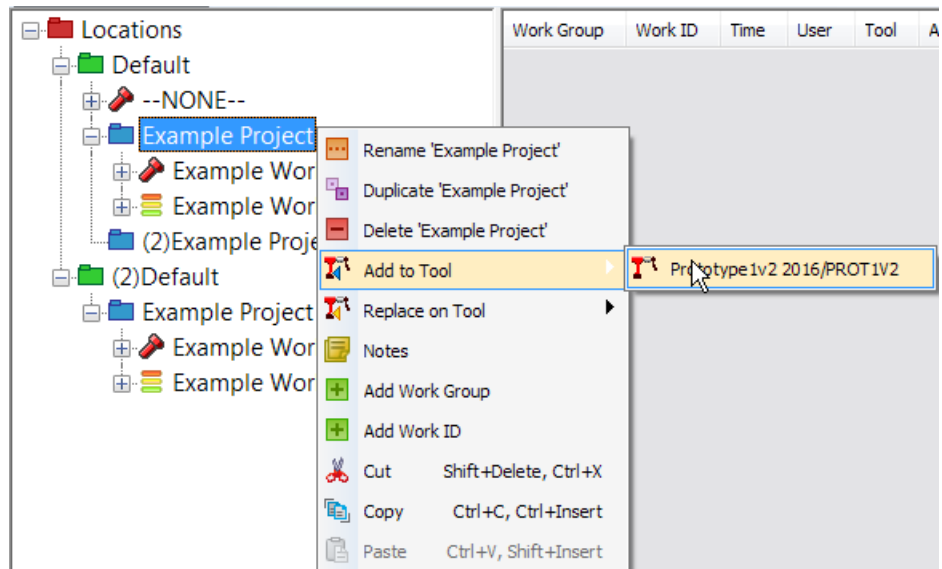 Locations
Default
--NONE--
Example Project
Example Wor
Example Wor
(2)Example Proje
(2)Default
Example Project
Example Wor
Example Wor
Work Group Work ID Time User Tool A
Rename 'Example Project'
Duplicate 'Example Project'
Delete 'Example Project'
Add to Tool
Replace on Tool
Notes
Add Work Group
Add Work ID
Cut Shift+Delete, Ctrl+X
Copy Ctrl+C, Ctrl+Insert
Paste Ctrl+V, Shift+Insert
Prototype1v2 2016/PROT1V2